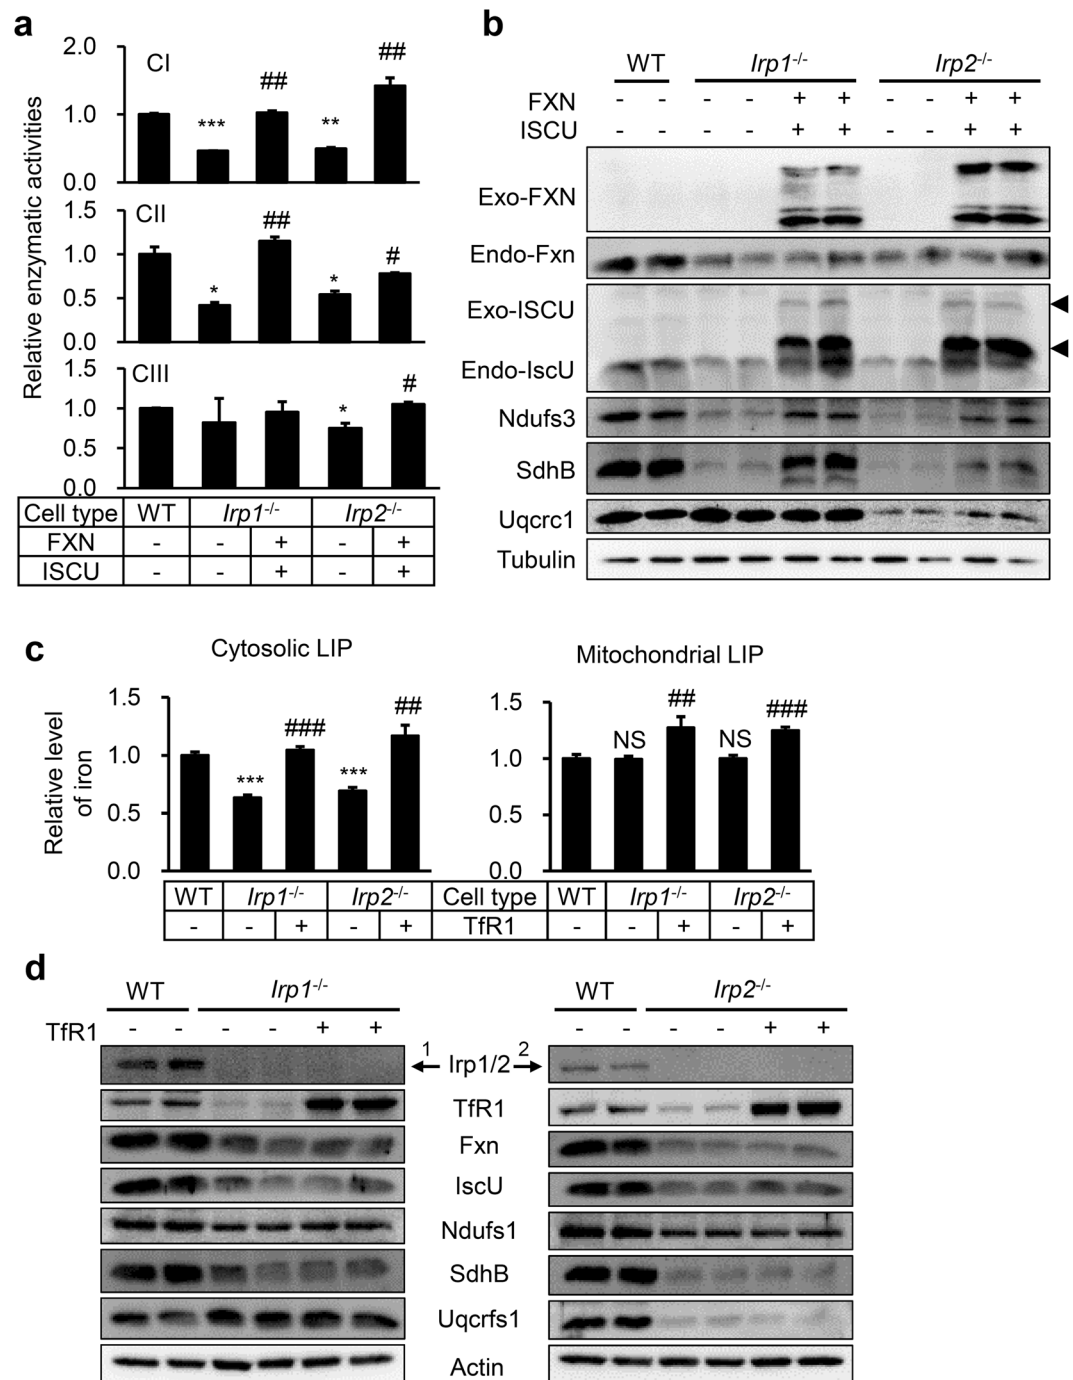 a
Relative enzymatic activities
CI
2.0
1.0
0.0
***
##
**
##
CII
1.5
1.0
0.5
0.0
*
##
*
#
CIII
1.5
1.0
0.5
0.0
*
#
Cell type WT Irp1-/- Irp2-/-
FXN - - + - +
ISCU - - + - +
b
WT Irp1-/- Irp2-/-
FXN - - - - + + - - + +
ISCU - - - - + + - - + +
Exo-FXN
Endo-Fxn
Exo-ISCU
Endo-IscU
Ndufs3
SdhB
Uqcrc1
Tubulin
c
Cytosolic LIP
Relative level
of iron
1.5
1.0
0.5
0.0
***
###
***
##
Mitochondrial LIP
1.5
1.0
0.5
0.0
NS
##
NS
###
WT Irp1-/- Irp2-/- Cell type WT Irp1-/- Irp2-/-
- - + - + TfR1 - - + - +
d
WT Irp1-/- WT Irp2-/-
TfR1 - - - - + + - - - - + +
1 Irp1/2 2
TfR1
Fxn
IscU
Ndufs1
SdhB
Uqcrfs1
Actin